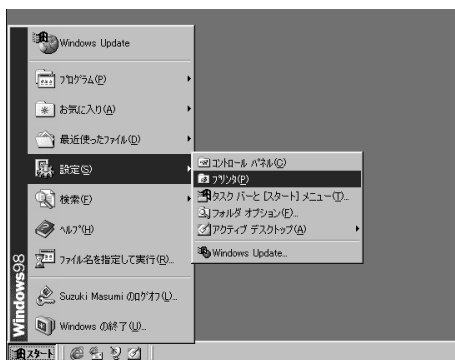 Windows Update
ﾌﾟﾛｸﾞﾗﾑ(P)
お気に入り(A)
最近使ったﾌｧｲﾙ(D)
設定(S)
検索(F)
ﾍﾙﾌﾟ(H)
ﾌｧｲﾙ名を指定して実行(R)...
Suzuki Masumi のﾛｸﾞｵﾌ(L)...
Windows の終了(U)...
Windows98
ｺﾝﾄﾛｰﾙ ﾊﾟﾈﾙ(C)
ﾌﾟﾘﾝﾀ(P)
ﾀｽｸ ﾊﾞｰと [ｽﾀｰﾄ] ﾒﾆｭｰ(T)...
ﾌｫﾙﾀﾞ ｵﾌﾟｼｮﾝ(F)...
ｱｸﾃｨﾌﾞ ﾃﾞｽｸﾄｯﾌﾟ(A)
Windows Update...
ｽﾀｰﾄ